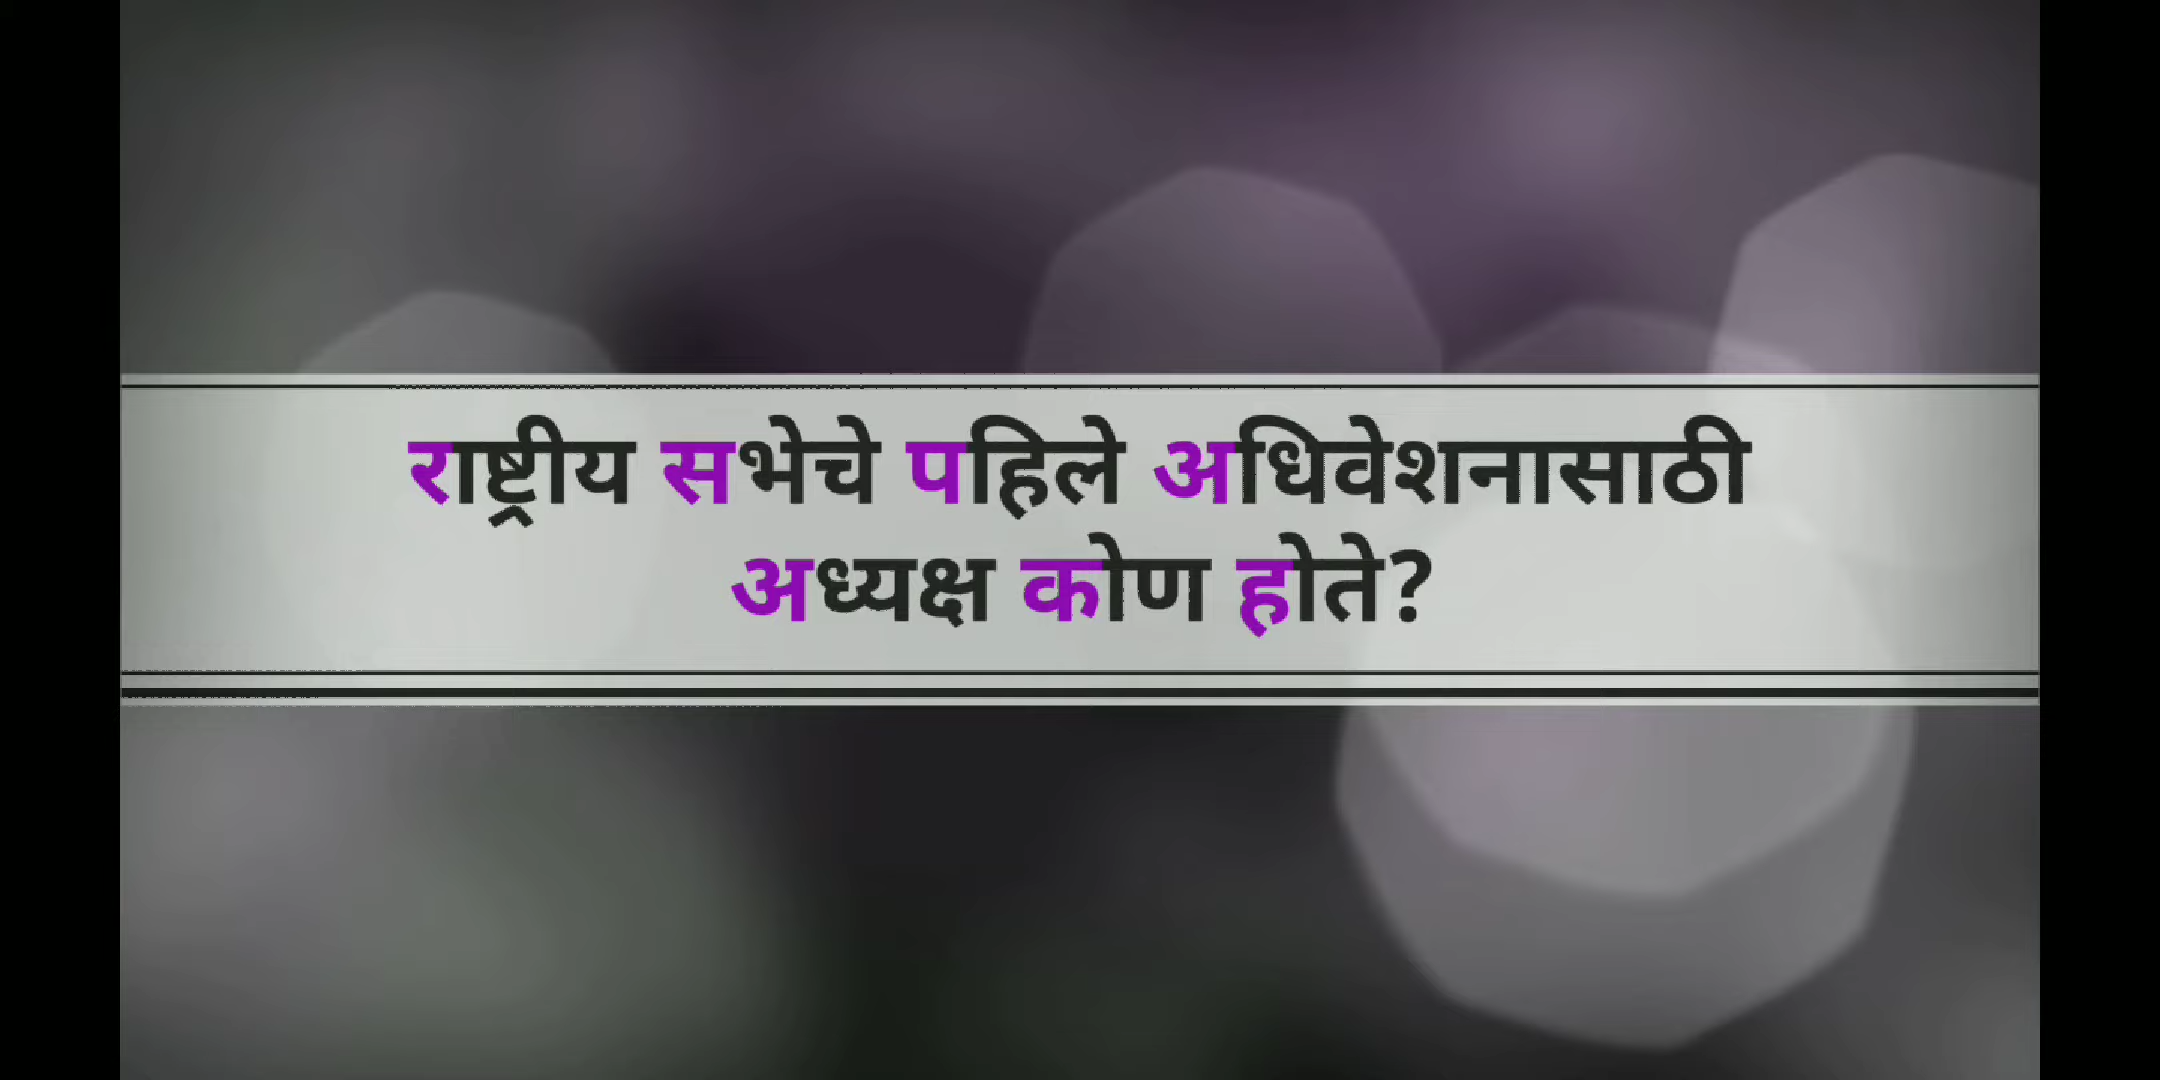 राष्ट्रीय सभेचे पहिले अधिवेशनासाठी
अध्यक्ष कोण होते?